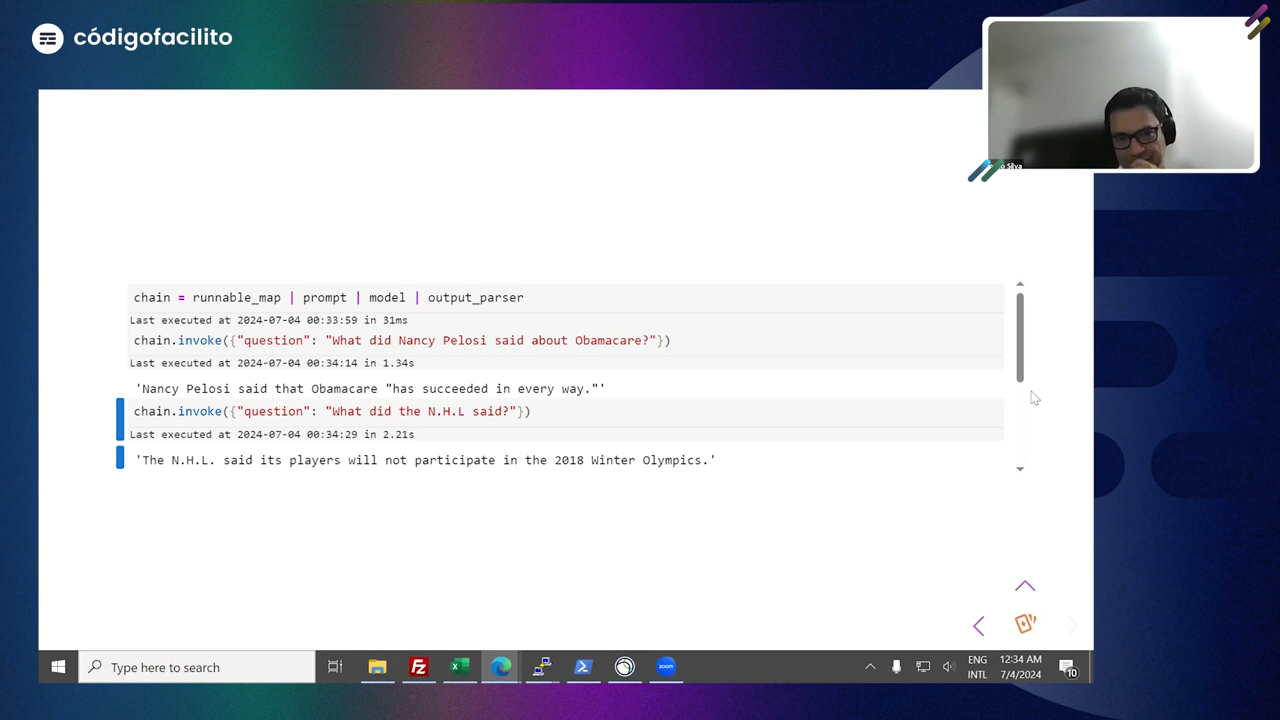 códigofacilito
Silva
chain = runnable_map | prompt | model | output_parser
Last executed at 2024-07-04 00:33:59 in 31ms
chain.invoke({"question": "What did Nancy Pelosi said about Obamacare?"})
Last executed at 2024-07-04 00:34:14 in 1.34s
'Nancy Pelosi said that Obamacare "has succeeded in every way."'
chain.invoke({"question": "What did the N.H.L said?"})
Last executed at 2024-07-04 00:34:29 in 2.21s
'The N.H.L. said its players will not participate in the 2018 Winter Olympics.'
Type here to search
zoom
ENG
INTL
12:34 AM
7/4/2024
10